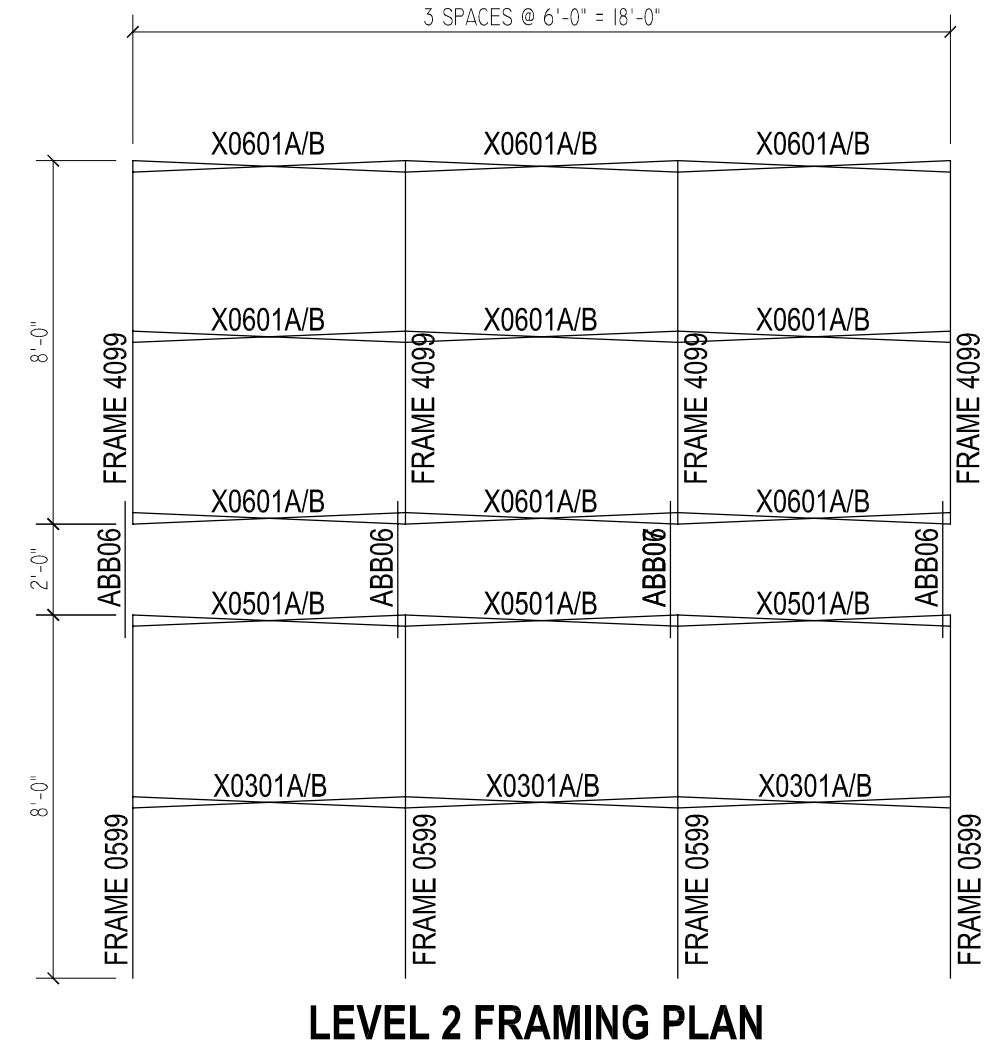 3 SPACES @ 6'-0" = 18'-0"
X0601A/B X0601A/B X0601A/B
8'-0"
X0601A/B X0601A/B X0601A/B
FRAME 4099 FRAME 4099 FRAME 4099 FRAME 4099
X0601A/B X0601A/B X0601A/B
2'-0"
ABB06 ABB06 ABB06
X0501A/B X0501A/B X0501A/B
8'-0"
X0301A/B X0301A/B X0301A/B
FRAME 0599 FRAME 0599 FRAME 0599 FRAME 0599
LEVEL 2 FRAMING PLAN